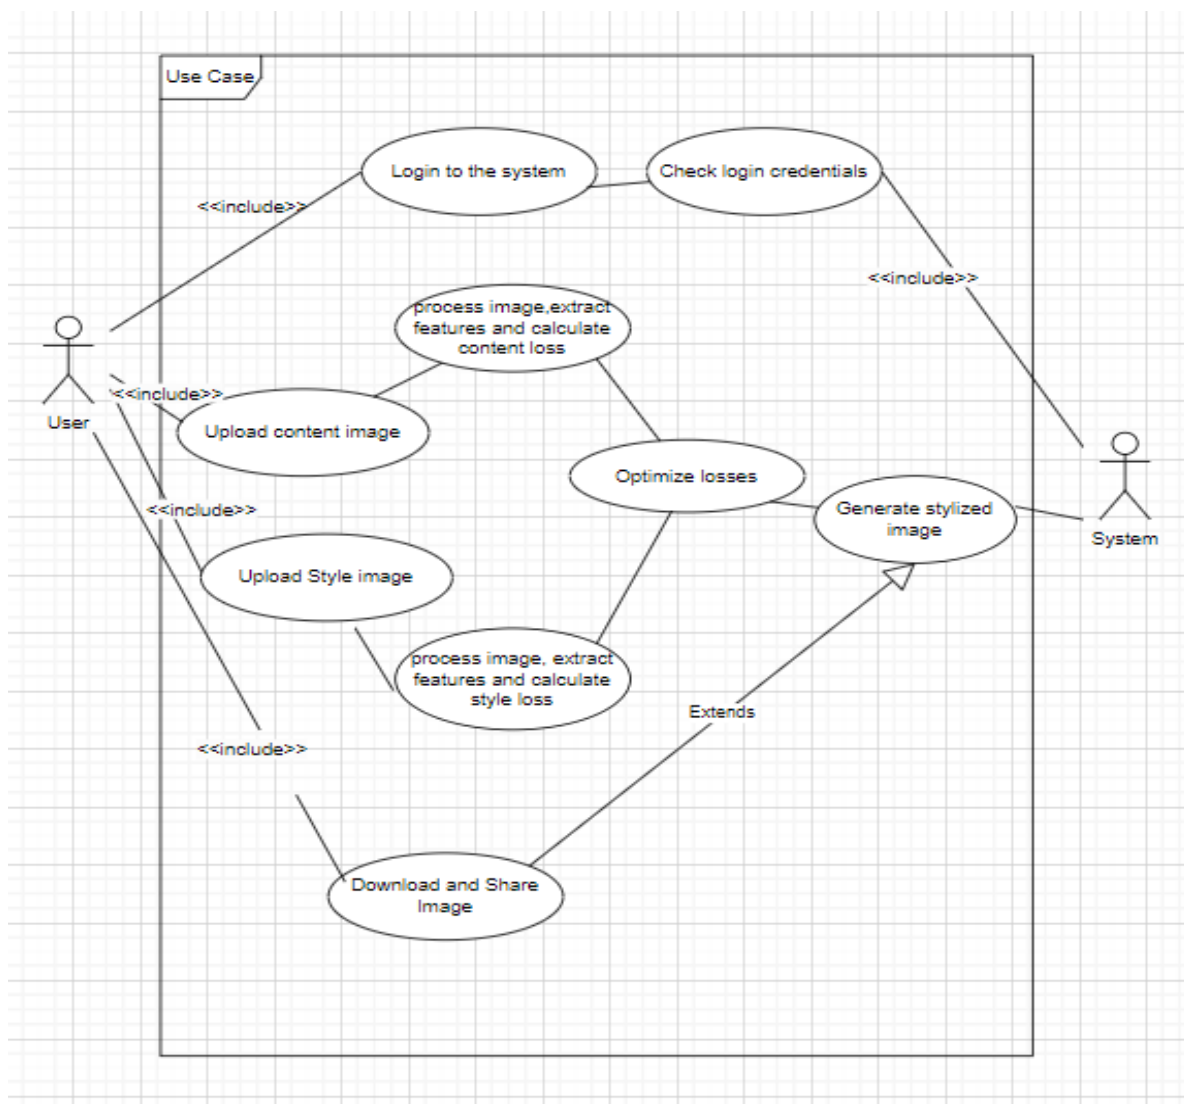 Use Case
Login to the system
Check login credentials
<<include>>
<<include>>
process image,extract
features and calculate
content loss
<<include>>
User
Upload content image
Optimize losses
Generate stylized
image
<<include>>
System
Upload Style image
process image, extract
features and calculate
style loss
Extends
<<include>>
Download and Share
Image